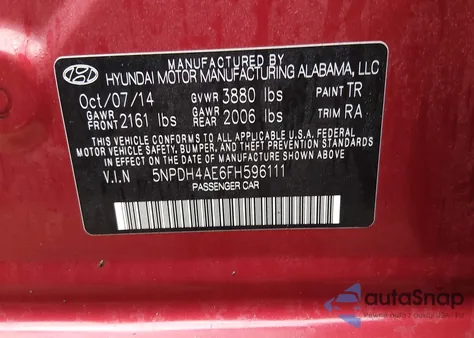 MANUFACTURED BY
HYUNDAI MOTOR MANUFACTURING ALABAMA, LLC
Oct/07/14 GVWR 3880 lbs PAINT TR
GAWR FRONT 2161 lbs GAWR REAR 2006 lbs TRIM RA
THIS VEHICLE CONFORMS TO ALL APPLICABLE U.S.A. FEDERAL
MOTOR VEHICLE SAFETY, BUMPER, AND THEFT PREVENTION
STANDARDS IN EFFECT ON THE DATE OF MANUFACTURE SHOWN ABOVE.
V.I.N 5NPDH4AE6FH596111
PASSENGER CAR
autoSnap